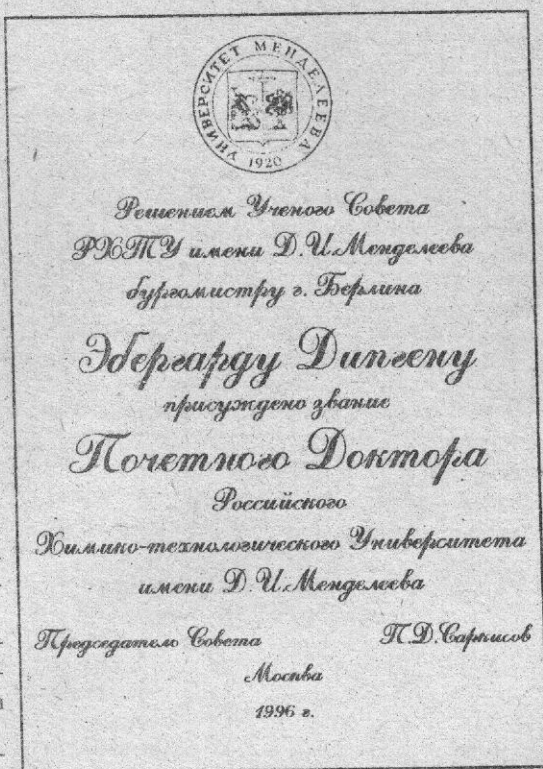 УНИВЕРСИТЕТ МЕНДЕЛЕЕВА
1920
Решением Ученого Совета
РХТУ имени Д.И.Менделеева
бургомистру г. Берлина
Эбергарду Дипгену
присуждено звание
Почетного Доктора
Российского
Химико-технологического Университета
имени Д.И.Менделеева
Председатель Совета П.Д.Саркисов
Москва
1996 г.